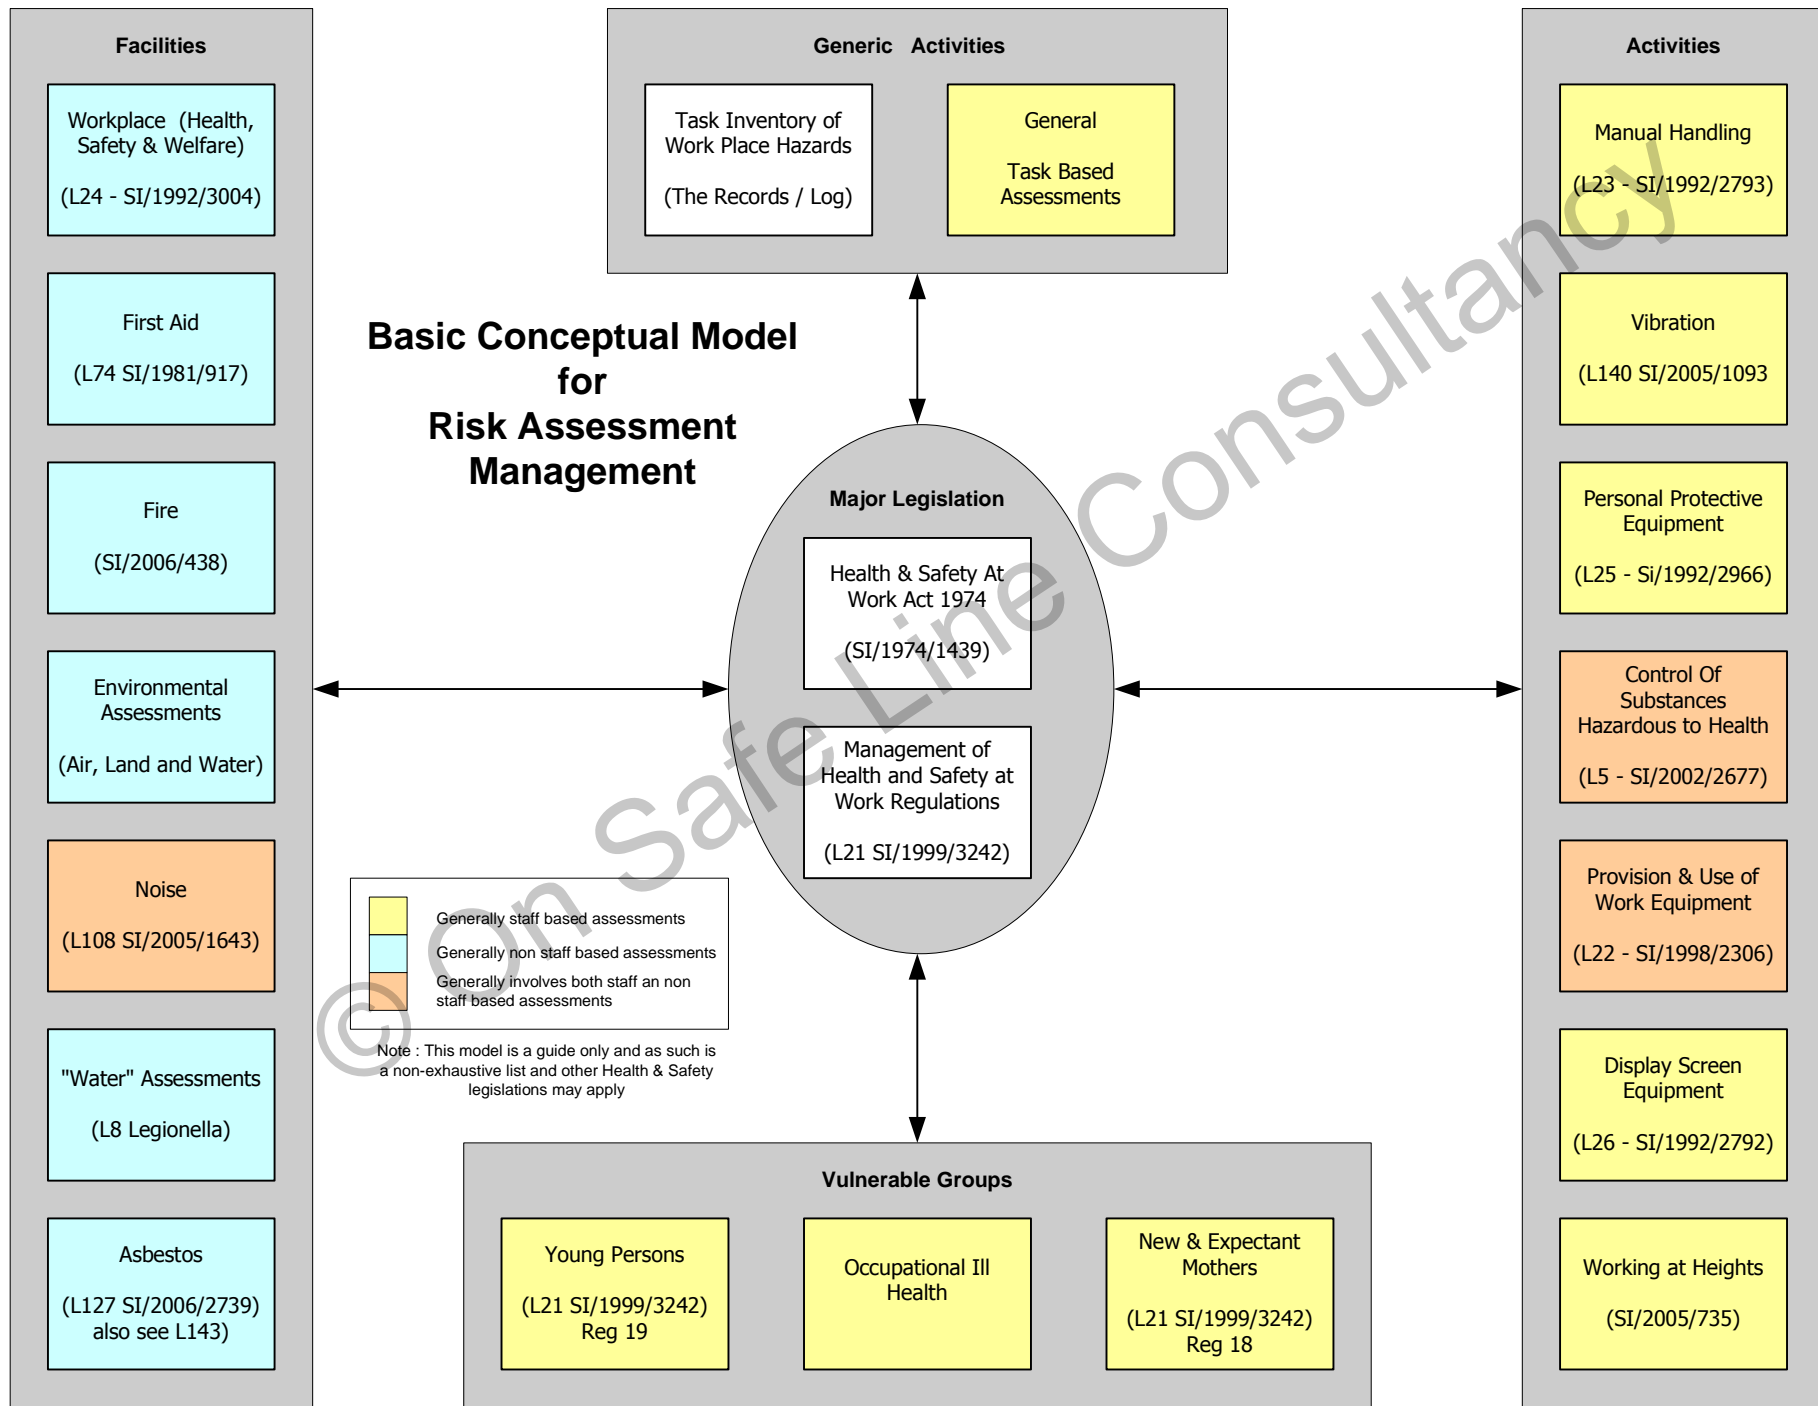 Facilities
Workplace (Health,
Safety & Welfare)
(L24 - SI/1992/3004)
First Aid
(L74 SI/1981/917)
Fire
(SI/2006/438)
Environmental
Assessments
(Air, Land and Water)
Noise
(L108 SI/2005/1643)
"Water" Assessments
(L8 Legionella)
Asbestos
(L127 SI/2006/2739)
also see L143)
Generic Activities
Task Inventory of
Work Place Hazards
(The Records / Log)
General
Task Based
Assessments
Basic Conceptual Model
for
Risk Assessment
Management
Major Legislation
Health & Safety At
Work Act 1974
(SI/1974/1439)
Management of
Health and Safety at
Work Regulations
(L21 SI/1999/3242)
Generally staff based assessments
Generally non staff based assessments
Generally involves both staff an non
staff based assessments
Note : This model is a guide only and as such is
a non-exhaustive list and other Health & Safety
legislations may apply
Vulnerable Groups
Young Persons
(L21 SI/1999/3242)
Reg 19
Occupational Ill
Health
New & Expectant
Mothers
(L21 SI/1999/3242)
Reg 18
Activities
Manual Handling
(L23 - SI/1992/2793)
Vibration
(L140 SI/2005/1093
Personal Protective
Equipment
(L25 - Si/1992/2966)
Control Of
Substances
Hazardous to Health
(L5 - SI/2002/2677)
Provision & Use of
Work Equipment
(L22 - SI/1998/2306)
Display Screen
Equipment
(L26 - SI/1992/2792)
Working at Heights
(SI/2005/735)
© On Safe Line Consultancy